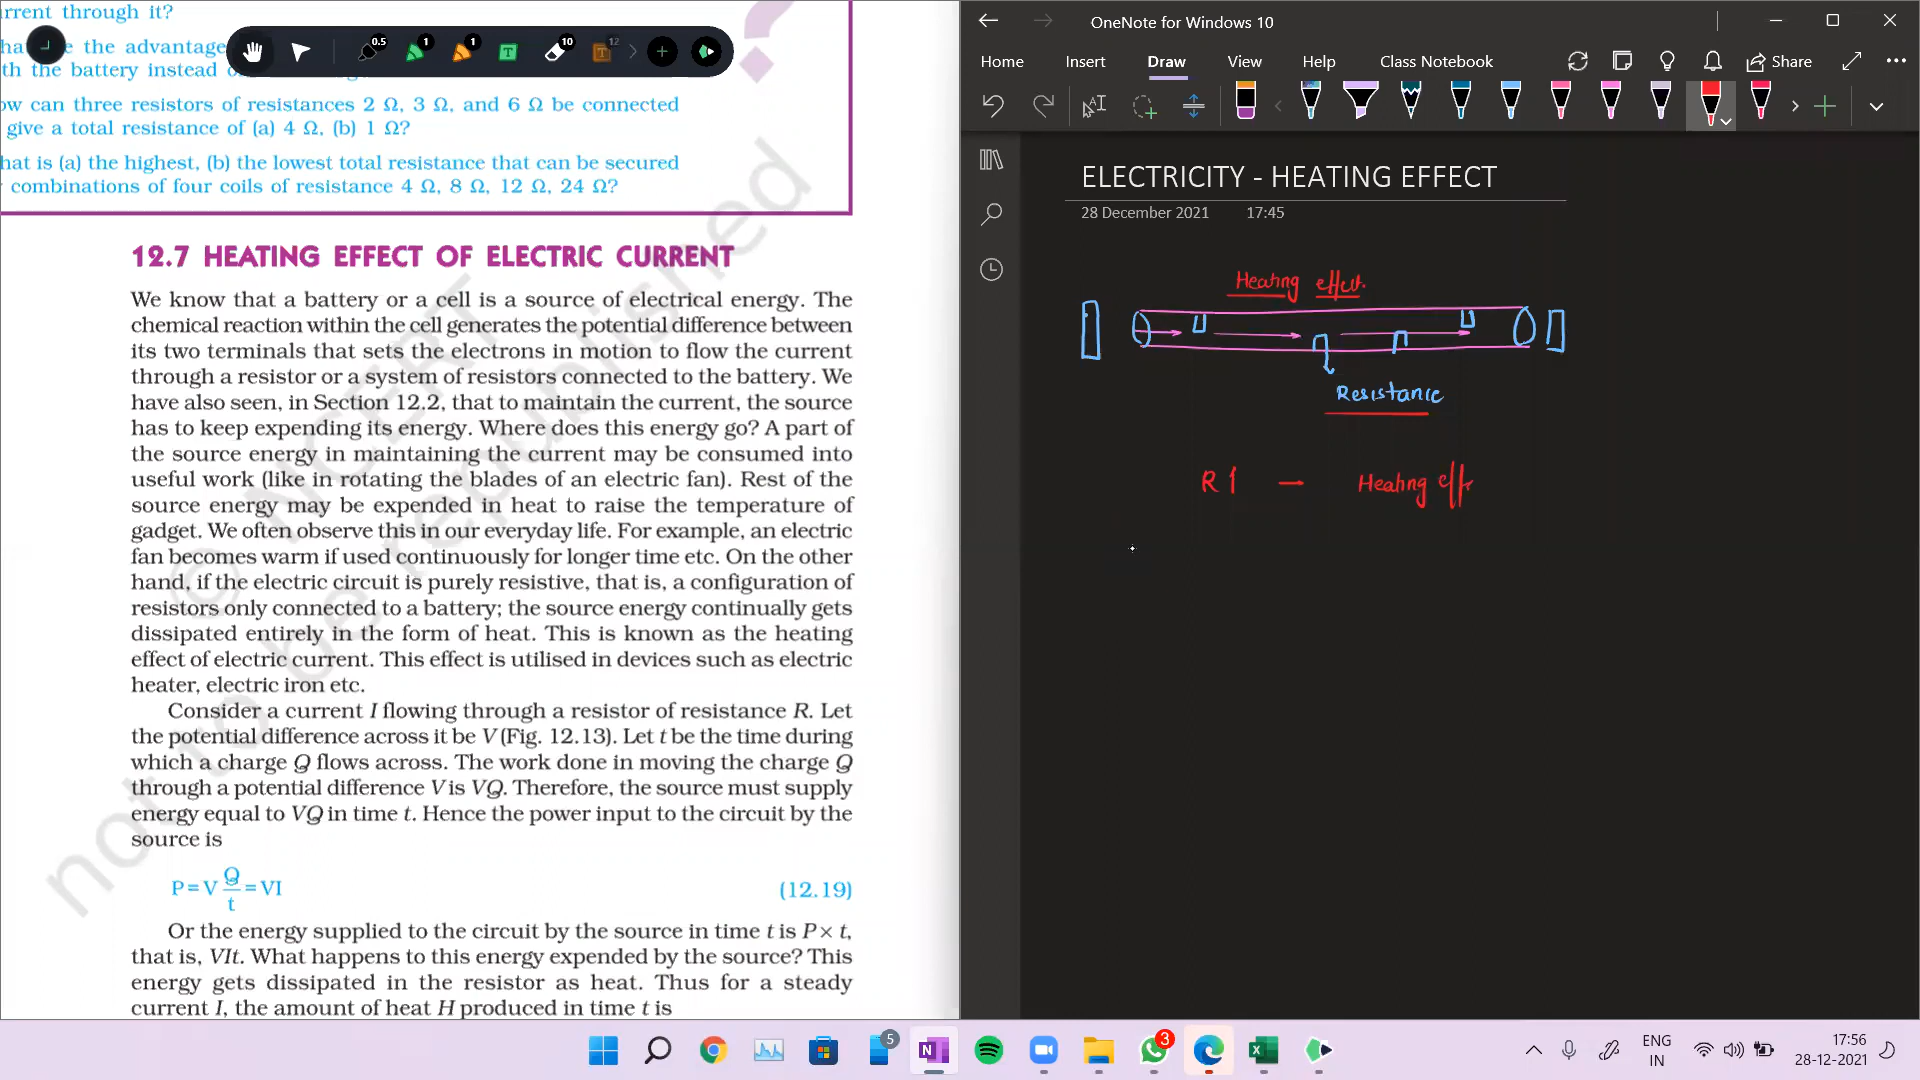 rrent through it?
the advantage
th the battery instead
ow can three resistors of resistances 2 Ω, 3 Ω, and 6 Ω be connected
give a total resistance of (a) 4 Ω, (b) 1 Ω?
hat is (a) the highest, (b) the lowest total resistance that can be secured
combinations of four coils of resistance 4 Ω, 8 Ω, 12 Ω, 24 Ω?
0.5
1
1
T
10
T
12
12.7 HEATING EFFECT OF ELECTRIC CURRENT
We know that a battery or a cell is a source of electrical energy. The
chemical reaction within the cell generates the potential difference between
its two terminals that sets the electrons in motion to flow the current
through a resistor or a system of resistors connected to the battery. We
have also seen, in Section 12.2, that to maintain the current, the source
has to keep expending its energy. Where does this energy go? A part of
the source energy in maintaining the current may be consumed into
useful work (like in rotating the blades of an electric fan). Rest of the
source energy may be expended in heat to raise the temperature of
gadget. We often observe this in our everyday life. For example, an electric
fan becomes warm if used continuously for longer time etc. On the other
hand, if the electric circuit is purely resistive, that is, a configuration of
resistors only connected to a battery; the source energy continually gets
dissipated entirely in the form of heat. This is known as the heating
effect of electric current. This effect is utilised in devices such as electric
heater, electric iron etc.
Consider a current I flowing through a resistor of resistance R. Let
the potential difference across it be V (Fig. 12.13). Let t be the time during
which a charge Q flows across. The work done in moving the charge Q
through a potential difference V is VQ. Therefore, the source must supply
energy equal to VQ in time t. Hence the power input to the circuit by the
source is
P = V Q/t = VI (12.19)
Or the energy supplied to the circuit by the source in time t is P × t,
that is, VIt. What happens to this energy expended by the source? This
energy gets dissipated in the resistor as heat. Thus for a steady
current I, the amount of heat H produced in time t is
© NCERT
not to be republished
OneNote for Windows 10
Home Insert Draw View Help Class Notebook Share
ELECTRICITY - HEATING EFFECT
28 December 2021 17:45
Heating effect
Resistance
R ↑ — Heating eff
5
3
ENG
IN
17:56
28-12-2021